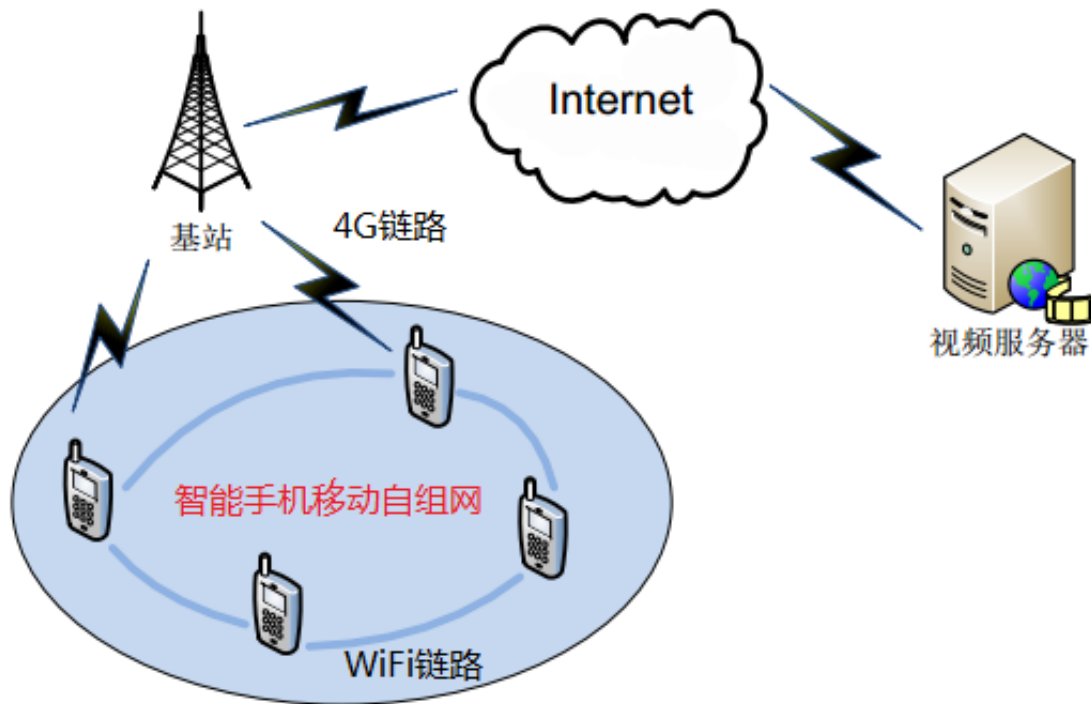 Internet
基站
4G链路
视频服务器
智能手机移动自组网
WiFi链路